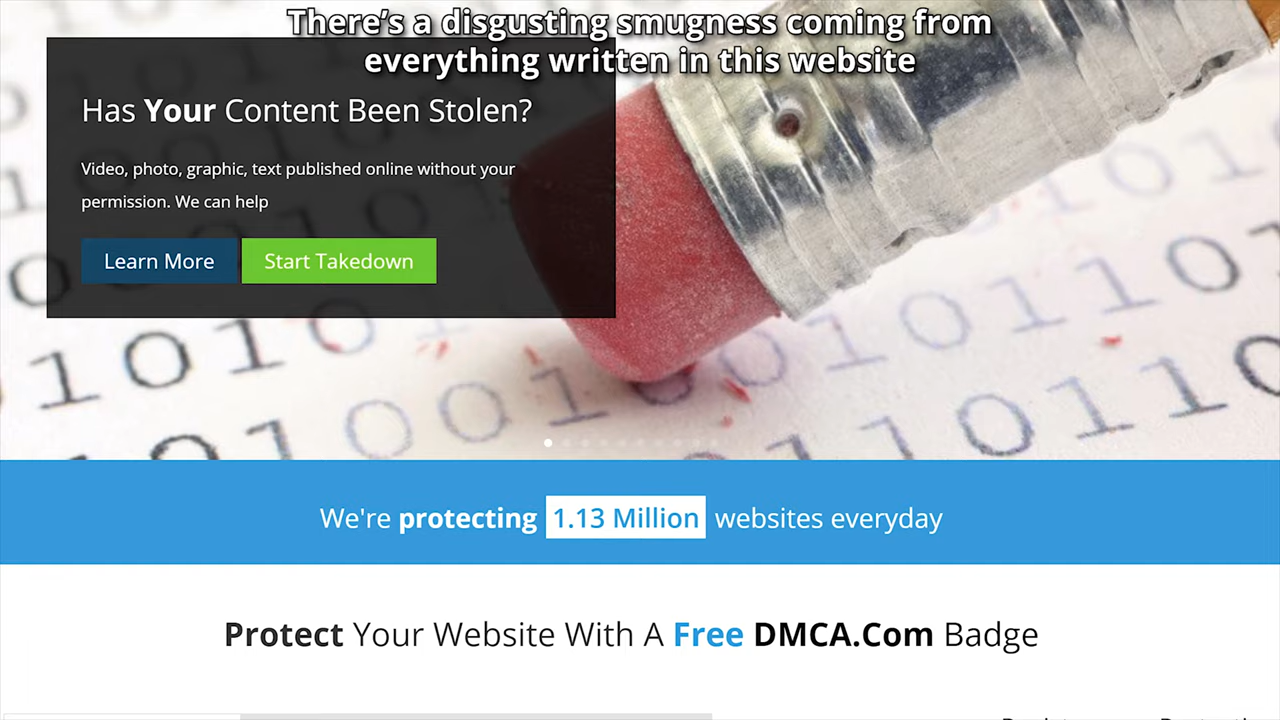 There's a disgusting smugness coming from
everything written in this website
Has Your Content Been Stolen?
Video, photo, graphic, text published online without your
permission. We can help
Learn More Start Takedown
We're protecting 1.13 Million websites everyday
Protect Your Website With A Free DMCA.Com Badge